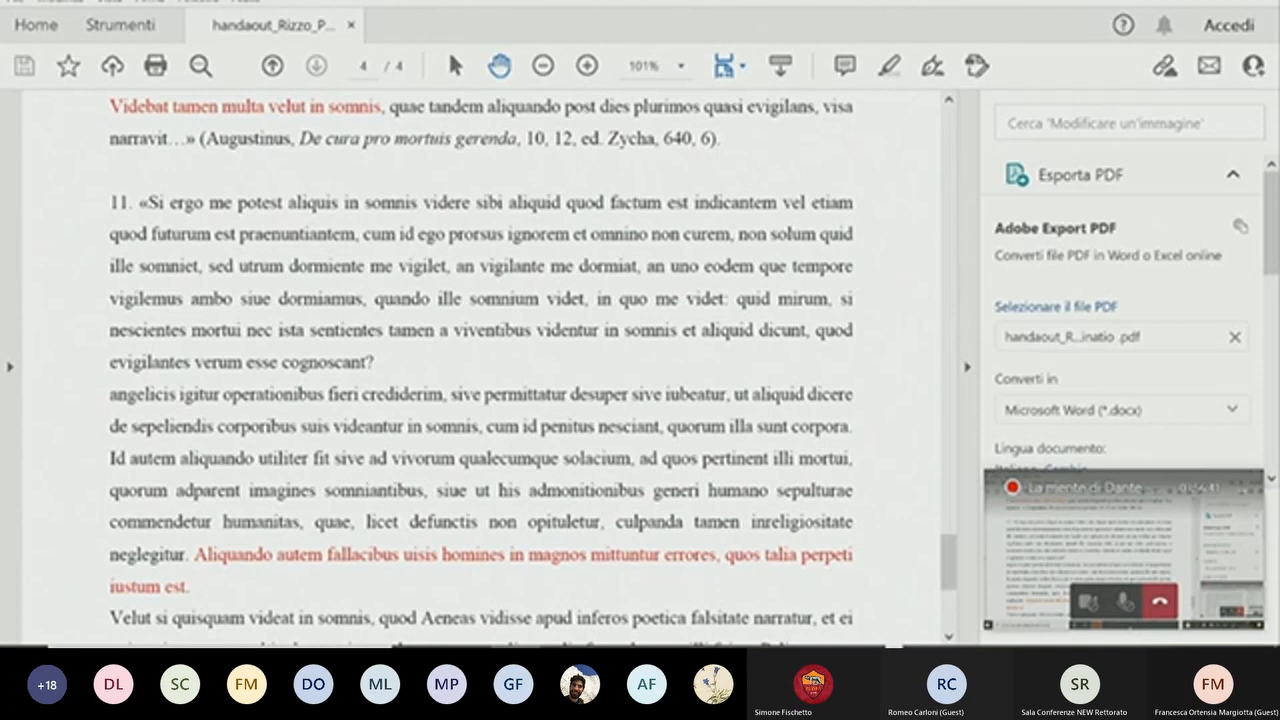 Home Strumenti handaout_Rizzo_P... × Accedi
4 / 4 101%
Videbat tamen multa velut in somnis, quae tandem aliquando post dies plurimos quasi evigilans, visa
narravit…» (Augustinus, De cura pro mortuis gerenda, 10, 12, ed. Zycha, 640, 6).
11. «Si ergo me potest aliquis in somnis videre sibi aliquid quod factum est indicantem vel etiam
quod futurum est praenuntiantem, cum id ego prorsus ignorem et omnino non curem, non solum quid
ille somniet, sed utrum dormiente me vigilet, an vigilante me dormiat, an uno eodem que tempore
vigilemus ambo siue dormiamus, quando ille somnium videt, in quo me videt: quid mirum, si
nescientes mortui nec ista sentientes tamen a viventibus videntur in somnis et aliquid dicunt, quod
evigilantes verum esse cognoscant?
angelicis igitur operationibus fieri crediderim, sive permittatur desuper sive iubeatur, ut aliquid dicere
de sepeliendis corporibus suis videantur in somnis, cum id penitus nesciant, quorum illa sunt corpora.
Id autem aliquando utiliter fit sive ad vivorum qualecumque solacium, ad quos pertinent illi mortui,
quorum adparent imagines somniantibus, siue ut his admonitionibus generi humano sepulturae
commendetur humanitas, quae, licet defunctis non opituletur, culpanda tamen inreligiositate
neglegitur. Aliquando autem fallacibus uisis homines in magnos mittuntur errores, quos talia perpeti
iustum est.
Velut si quisquam videat in somnis, quod Aeneas vidisse apud inferos poetica falsitate narratur, et ei
Cerca 'Modificare un'immagine'
Esporta PDF
Adobe Export PDF
Converti file PDF in Word o Excel online
Selezionare il file PDF
handaout_R...inatio .pdf
Converti in
Microsoft Word (*.docx)
Lingua documento:
La mente di Dante
+18 DL SC FM DO ML MP GF AF RC SR FM
Simone Fischetto Romeo Carloni (Guest) Sala Conferenze NEW Rettorato Francesca Ortensia Margiotta (Guest)